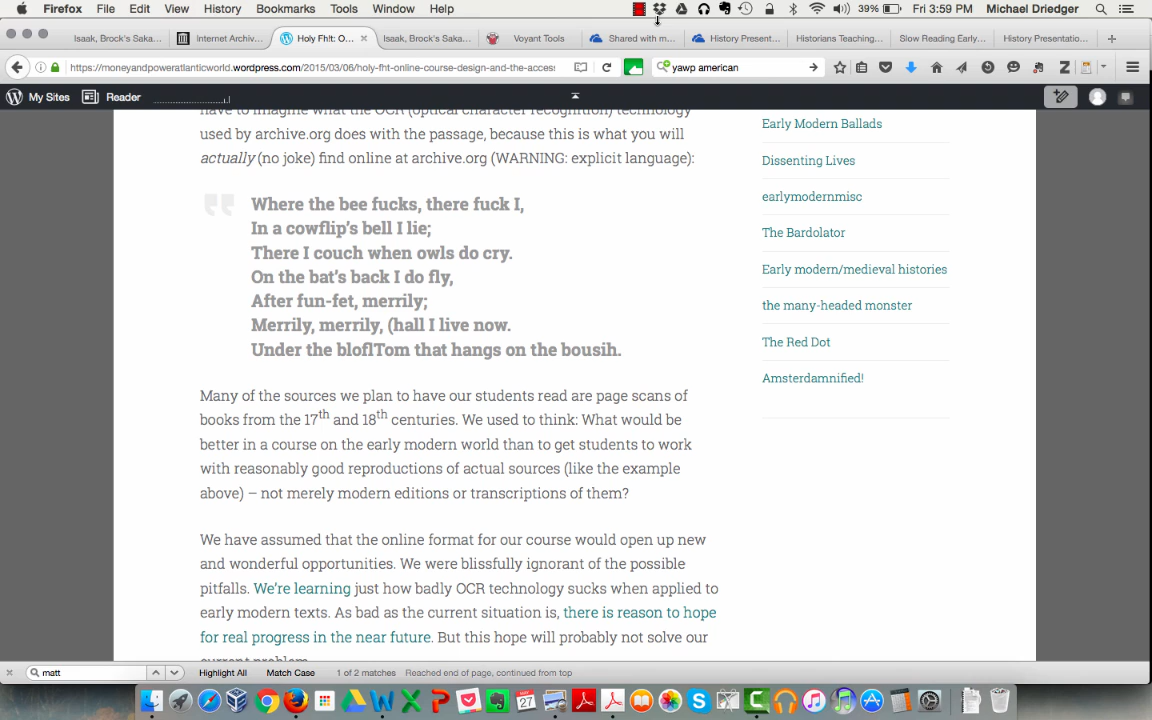 Firefox File Edit View History Bookmarks Tools Window Help 39% Fri 3:59 PM Michael Driedger
Isaak, Brock's Saka... Internet Archiv... Holy Fh!t: O... × Isaak, Brock's Saka... Voyant Tools Shared with m... History Present... Historians Teaching... Slow Reading Early... History Presentatio... +
https://moneyandpoweratlanticworld.wordpress.com/2015/03/06/holy-fht-online-course-design-and-the-access yawp american
My Sites Reader
have to imagine what the OCR (optical character recognition) technology
used by archive.org does with the passage, because this is what you will
actually (no joke) find online at archive.org (WARNING: explicit language):
Where the bee fucks, there fuck I,
In a cowflip's bell I lie;
There I couch when owls do cry.
On the bat's back I do fly,
After fun-fet, merrily;
Merrily, merrily, (hall I live now.
Under the bloflTom that hangs on the bousih.
Many of the sources we plan to have our students read are page scans of
books from the 17th and 18th centuries. We used to think: What would be
better in a course on the early modern world than to get students to work
with reasonably good reproductions of actual sources (like the example
above) – not merely modern editions or transcriptions of them?
We have assumed that the online format for our course would open up new
and wonderful opportunities. We were blissfully ignorant of the possible
pitfalls. We're learning just how badly OCR technology sucks when applied to
early modern texts. As bad as the current situation is, there is reason to hope
for real progress in the near future. But this hope will probably not solve our
current problem.
Early Modern Ballads
Dissenting Lives
earlymodernmisc
The Bardolator
Early modern/medieval histories
the many-headed monster
The Red Dot
Amsterdamnified!
matt Highlight All Match Case 1 of 2 matches Reached end of page, continued from top